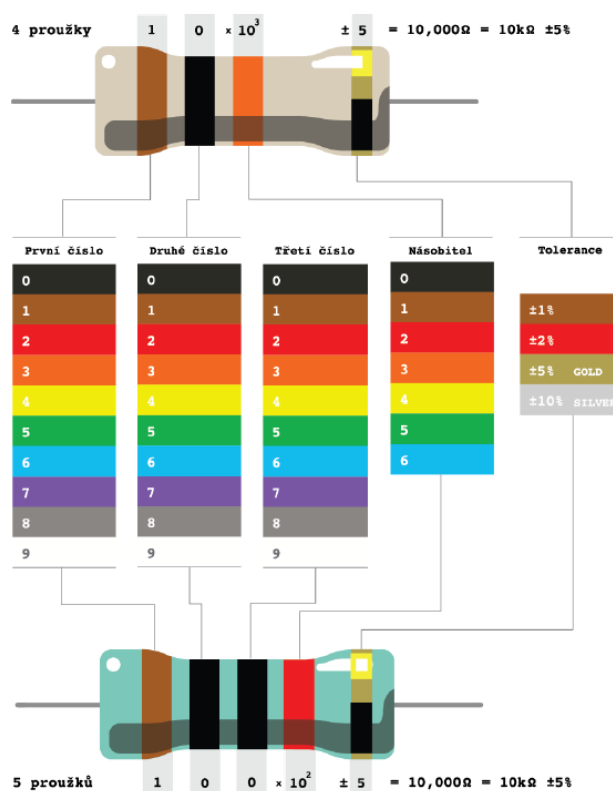 4 proužky 1 0 × 10³ ± 5 = 10,000Ω = 10kΩ ±5%
První číslo Druhé číslo Třetí číslo Násobitel Tolerance
0 0 0 0
1 1 1 1 ±1%
2 2 2 2 ±2%
3 3 3 3 ±5% GOLD
4 4 4 4 ±10% SILVER
5 5 5 5
6 6 6 6
7 7 7
8 8 8
9 9 9
5 proužků 1 0 0 × 10² ± 5 = 10,000Ω = 10kΩ ±5%